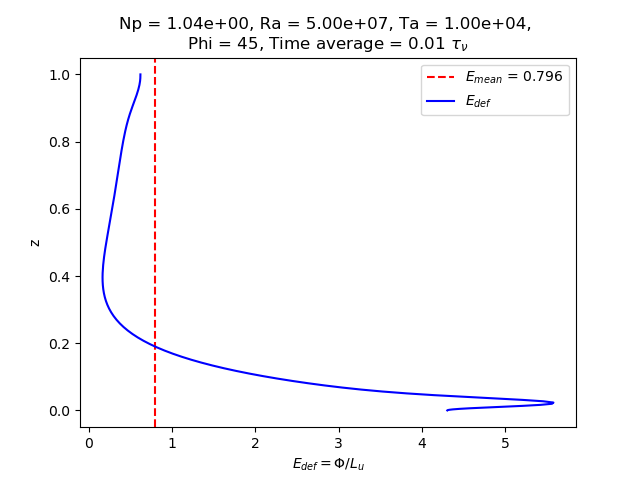 Np = 1.04e+00, Ra = 5.00e+07, Ta = 1.00e+04,
Phi = 45, Time average = 0.01 τ_ν
E_mean = 0.796
E_def
1.0
0.8
0.6
0.4
0.2
0.0
z
0 1 2 3 4 5
E_def = Φ/L_u